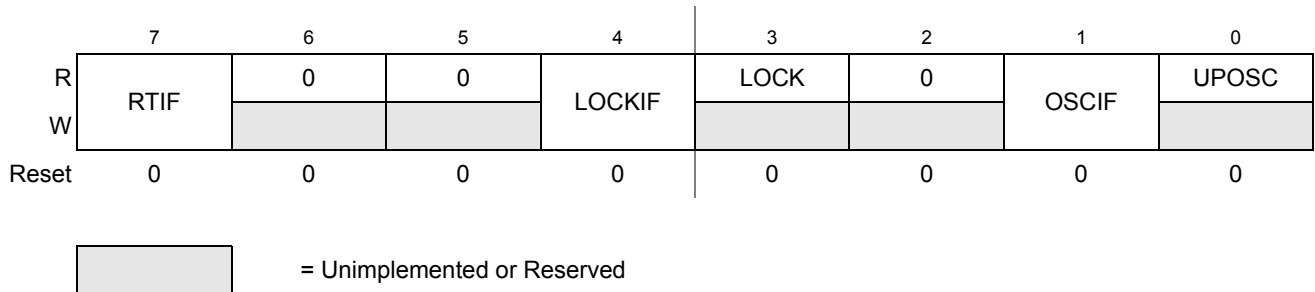 7 6 5 4 3 2 1 0
R RTIF 0 0 LOCKIF LOCK 0 OSCIF UPOSC
W
Reset 0 0 0 0 0 0 0 0
= Unimplemented or Reserved